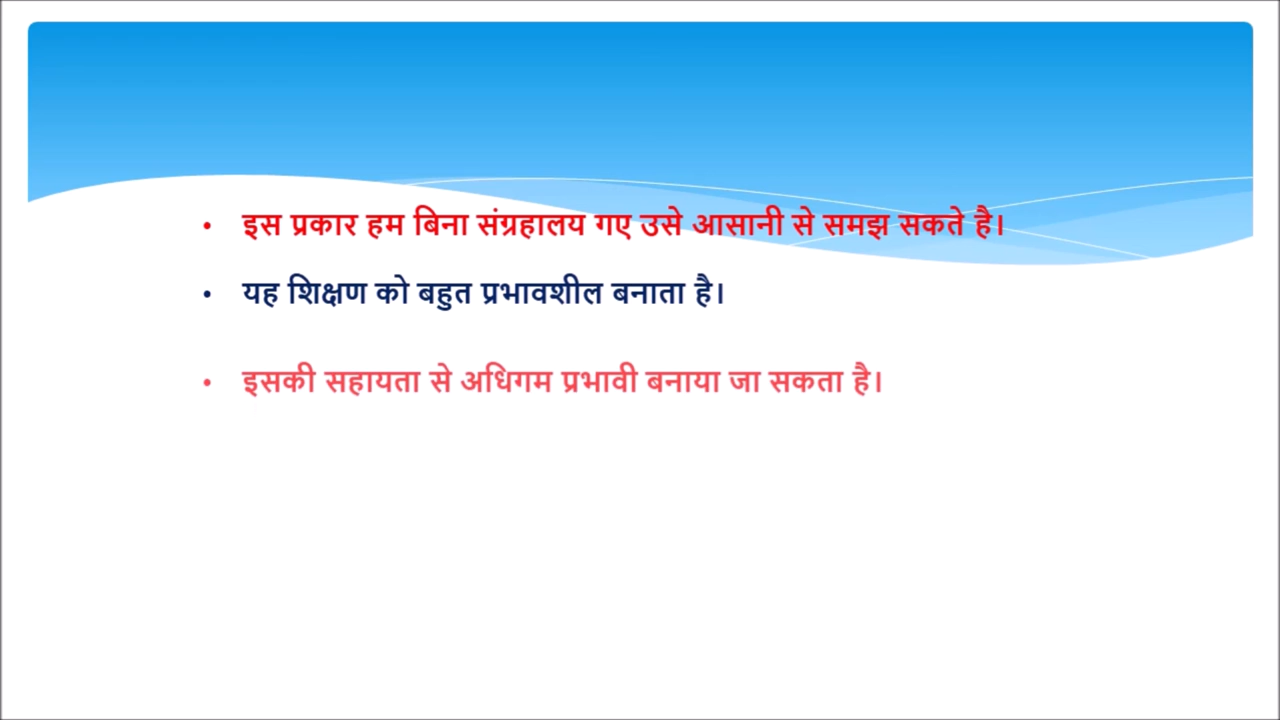 • इस प्रकार हम बिना संग्रहालय गए उसे आसानी से समझ सकते है।
• यह शिक्षण को बहुत प्रभावशील बनाता है।
• इसकी सहायता से अधिगम प्रभावी बनाया जा सकता है।